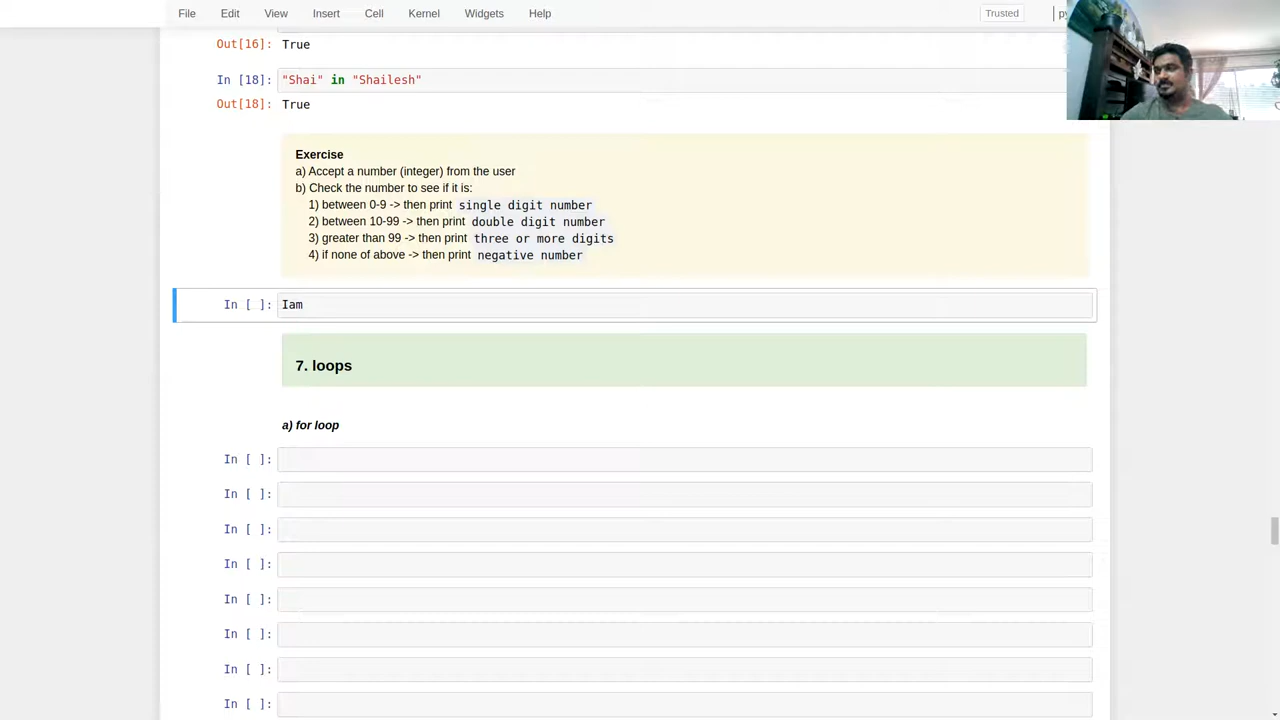 File Edit View Insert Cell Kernel Widgets Help Trusted
Out[16]: True
In [18]: "Shai" in "Shailesh"
Out[18]: True
Exercise
a) Accept a number (integer) from the user
b) Check the number to see if it is:
1) between 0-9 -> then print single digit number
2) between 10-99 -> then print double digit number
3) greater than 99 -> then print three or more digits
4) if none of above -> then print negative number
In [ ]: Iam
7. loops
a) for loop
In [ ]:
In [ ]:
In [ ]:
In [ ]:
In [ ]:
In [ ]:
In [ ]:
In [ ]: